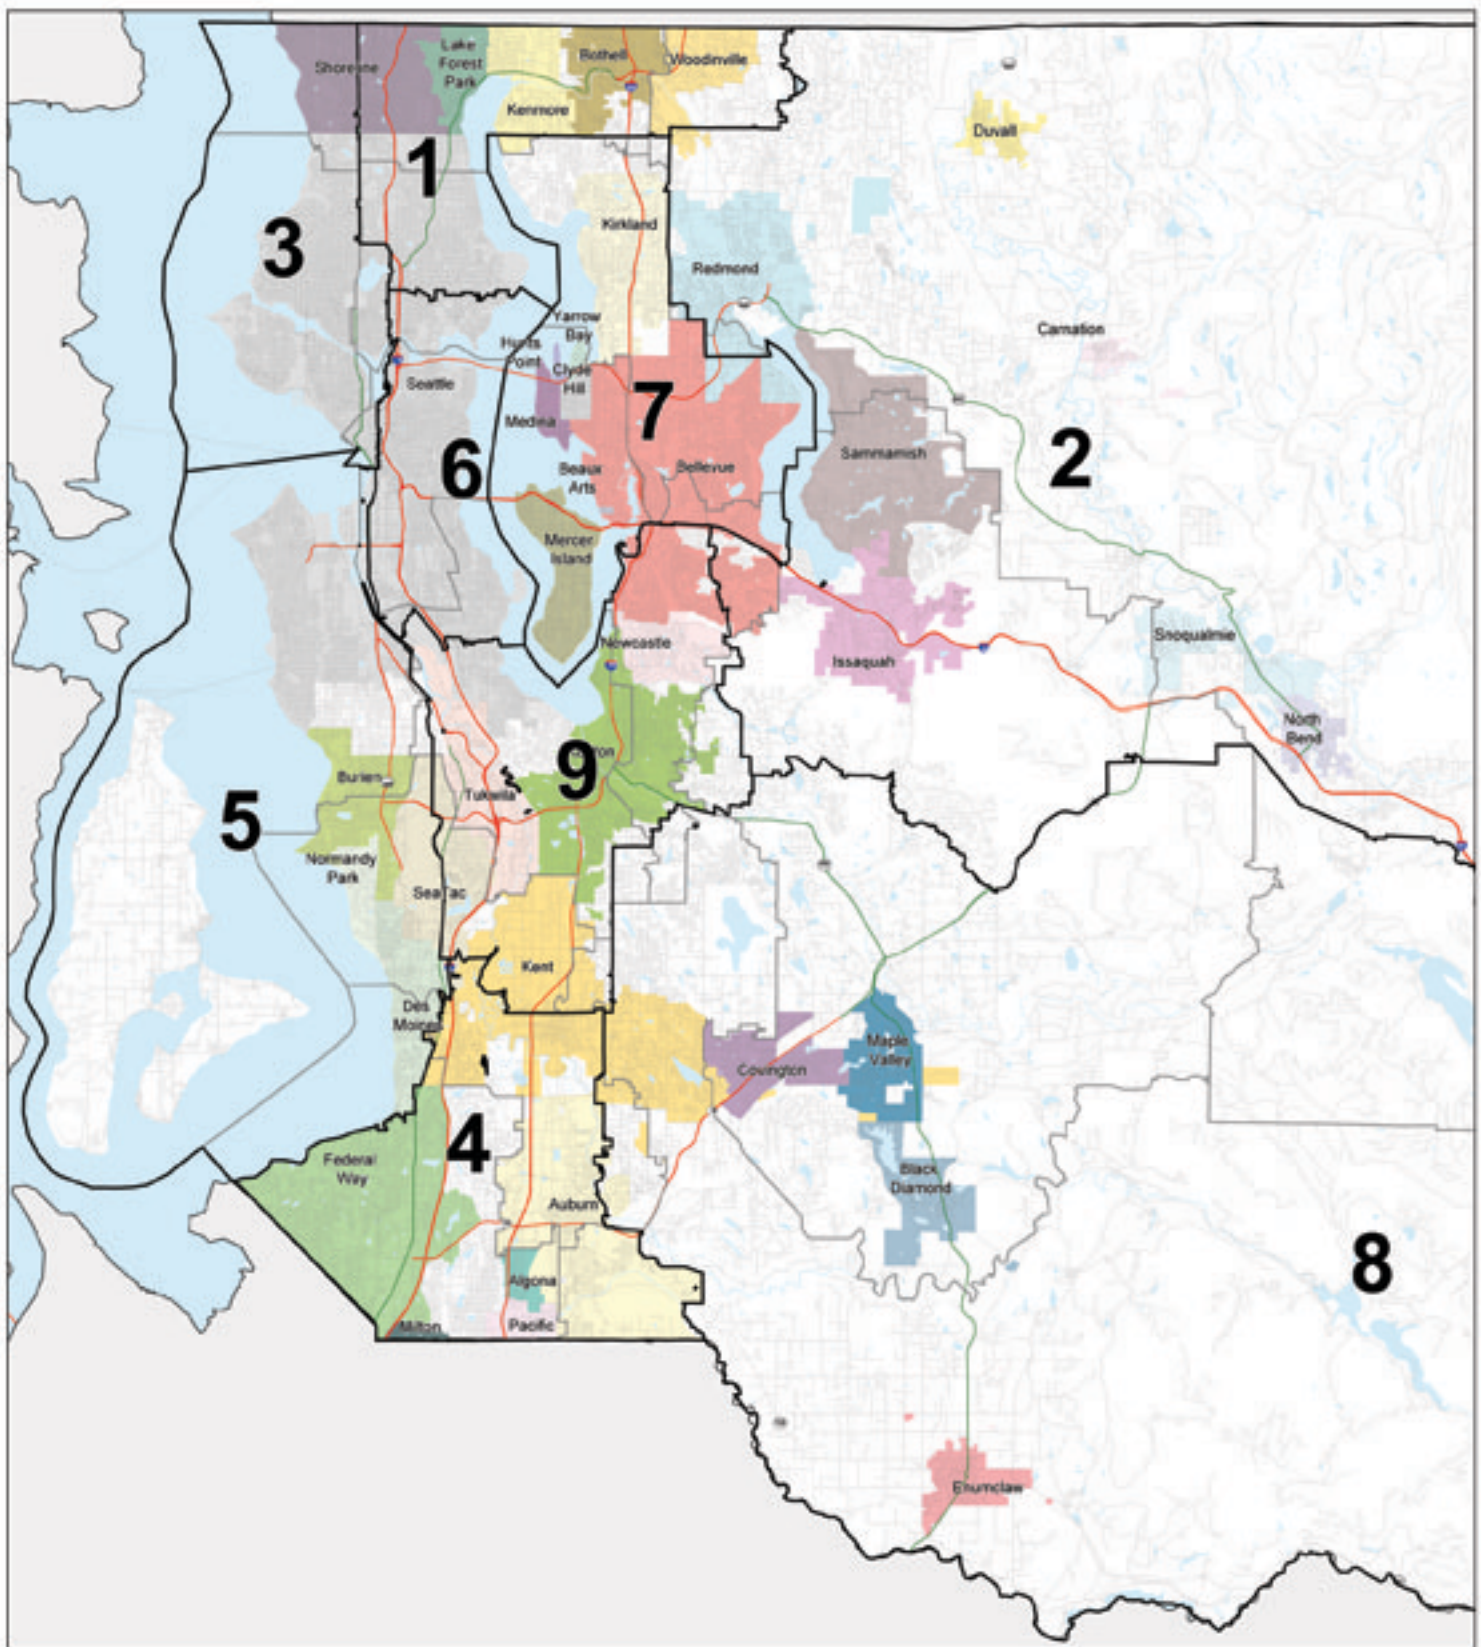 Shoreline
Lake
Forest
Park
Bothell
Woodinville
Kenmore
Duvall
1
3
Kirkland
Redmond
Yarrow
Bay
Hunts
Point
Clyde
Hill
Carnation
Seattle
7
Medina
6
Beaux
Arts
Bellevue
Sammamish
2
Mercer
Island
Newcastle
Issaquah
Snoqualmie
North
Bend
9
Burien
Tukwila
5
Normandy
Park
SeaTac
Kent
Des
Moines
Covington
Maple
Valley
4
Federal
Way
Auburn
Black
Diamond
8
Algona
Milton
Pacific
Enumclaw